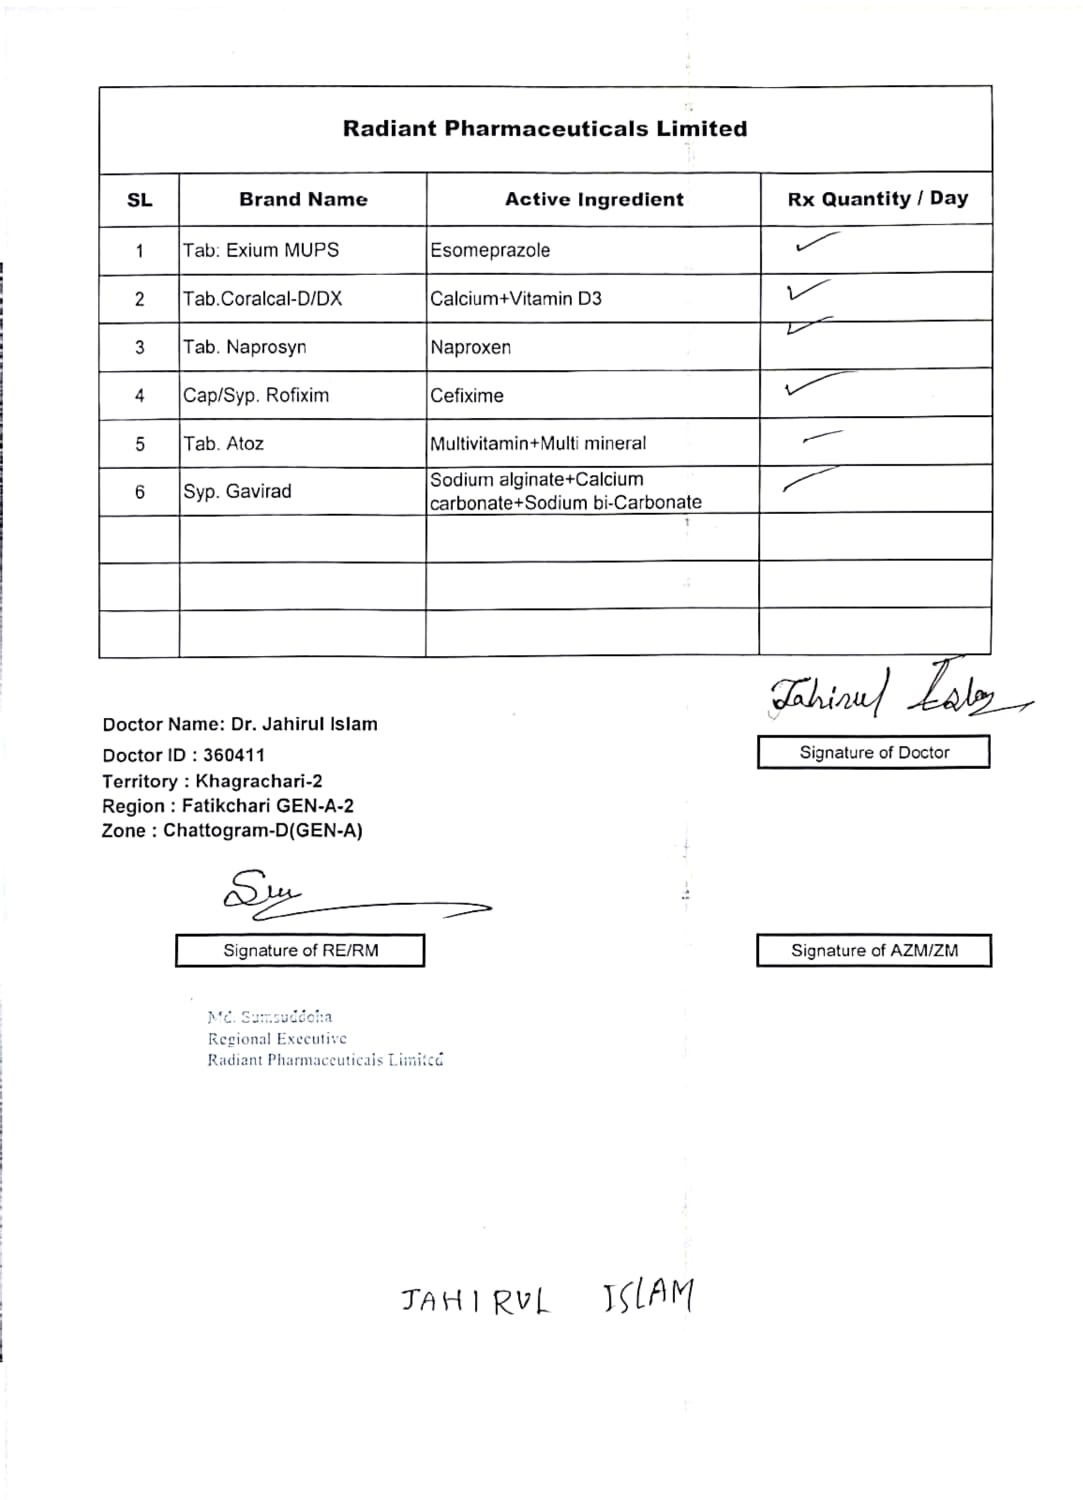 Radiant Pharmaceuticals Limited
SL Brand Name Active Ingredient Rx Quantity / Day
1 Tab: Exium MUPS Esomeprazole ✓
2 Tab.Coralcal-D/DX Calcium+Vitamin D3 ✓
3 Tab. Naprosyn Naproxen ✓
4 Cap/Syp. Rofixim Cefixime ✓
5 Tab. Atoz Multivitamin+Multi mineral
6 Syp. Gavirad Sodium alginate+Calcium
carbonate+Sodium bi-Carbonate
Jahirul Islam
Signature of Doctor
Doctor Name: Dr. Jahirul Islam
Doctor ID : 360411
Territory : Khagrachari-2
Region : Fatikchari GEN-A-2
Zone : Chattogram-D(GEN-A)
Signature of RE/RM Signature of AZM/ZM
Md. Sumsuddoha
Regional Executive
Radiant Pharmaceuticals Limited
JAHIRUL ISLAM